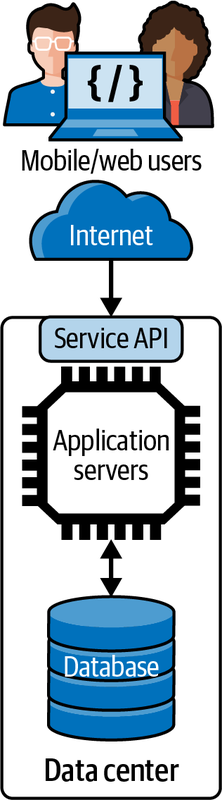 {/}
Mobile/web users
Internet
Service API
Application
servers
Database
Data center